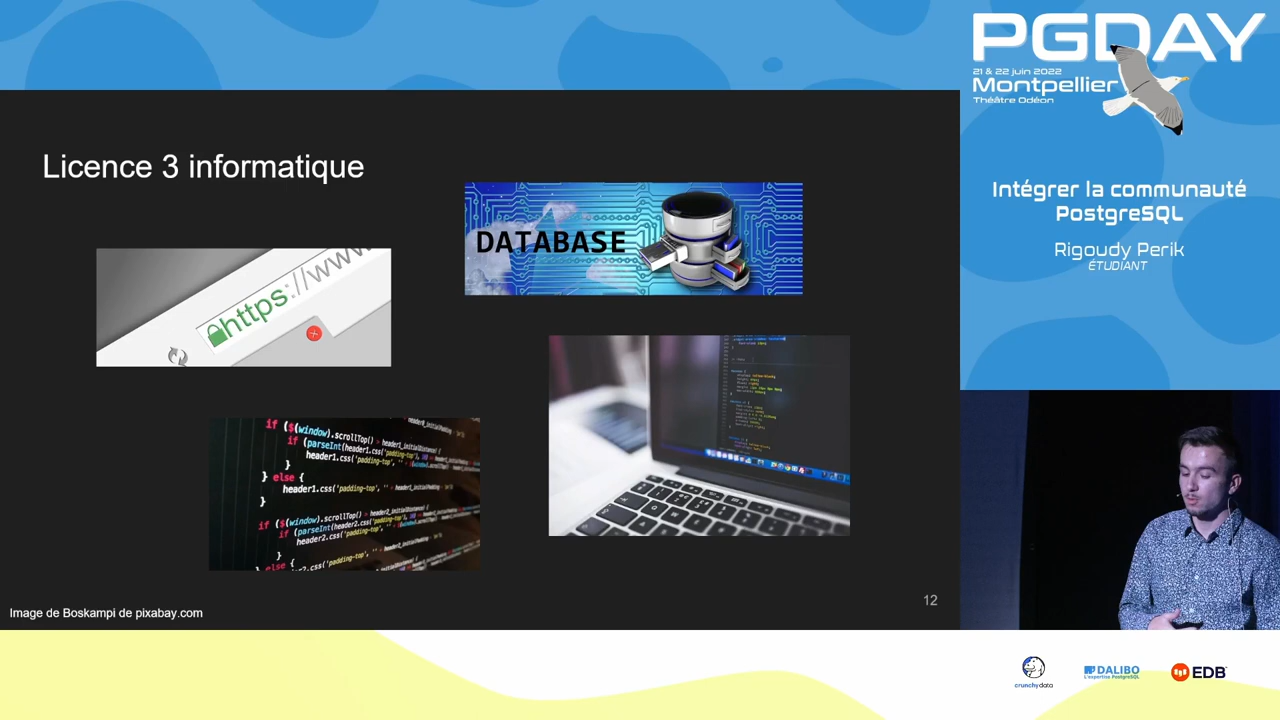 Licence 3 informatique
https://www
DATABASE
if ($(window).scrollTop() > header1_initialDistance) {
if (parseInt(header1.css('padding-top'),
header1.css('padding-top', '' +
} else {
header1.css('padding-top', '' +
}
if ($(window).scrollTop() > header2_initialDistance) {
if (parseInt(header2.css('padding-top'),
header2.css('padding-top', '' +
}
else {
Image de Boskampi de pixabay.com
12
PGDAY
21 & 22 juin 2022
Montpellier
Théâtre Odéon
Intégrer la communauté
PostgreSQL
Rigoudy Perik
ÉTUDIANT
crunchydata
DALIBO
L'expertise PostgreSQL
EDB